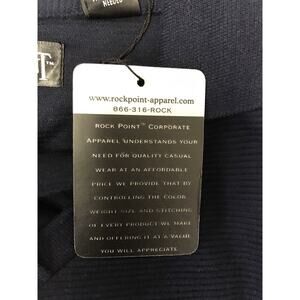 NEEDED
T
www.rockpoint-apparel.com
866-316-ROCK
ROCK POINT™ CORPORATE
APPAREL UNDERSTANDS YOUR
NEED FOR QUALITY CASUAL
WEAR AT AN AFFORDABLE
PRICE WE PROVIDE THAT BY
CONTROLLING THE COLOR
WEIGHT SIZE AND STITCHING
OF EVERY PRODUCT WE MAKE
AND OFFERING IT AT A VALUE
YOU WILL APPRECIATE